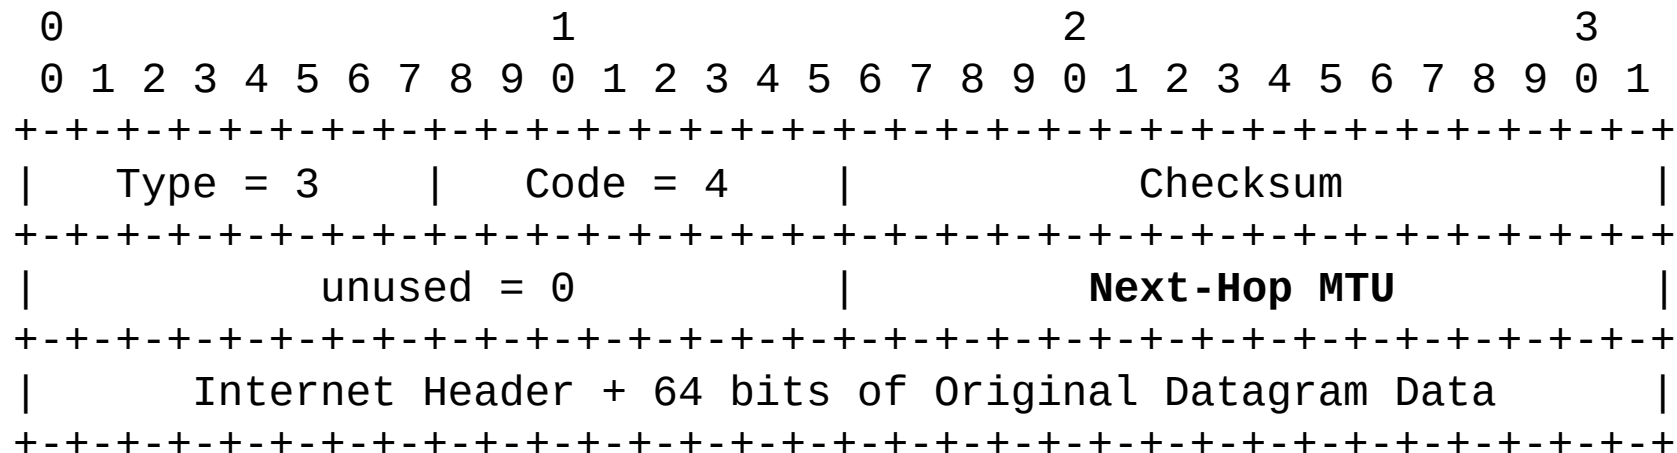 0                   1                   2                   3
 0 1 2 3 4 5 6 7 8 9 0 1 2 3 4 5 6 7 8 9 0 1 2 3 4 5 6 7 8 9 0 1
+-+-+-+-+-+-+-+-+-+-+-+-+-+-+-+-+-+-+-+-+-+-+-+-+-+-+-+-+-+-+-+-+
|   Type = 3    |   Code = 4    |           Checksum            |
+-+-+-+-+-+-+-+-+-+-+-+-+-+-+-+-+-+-+-+-+-+-+-+-+-+-+-+-+-+-+-+-+
|           unused = 0          |         Next-Hop MTU          |
+-+-+-+-+-+-+-+-+-+-+-+-+-+-+-+-+-+-+-+-+-+-+-+-+-+-+-+-+-+-+-+-+
|      Internet Header + 64 bits of Original Datagram Data      |
+-+-+-+-+-+-+-+-+-+-+-+-+-+-+-+-+-+-+-+-+-+-+-+-+-+-+-+-+-+-+-+-+